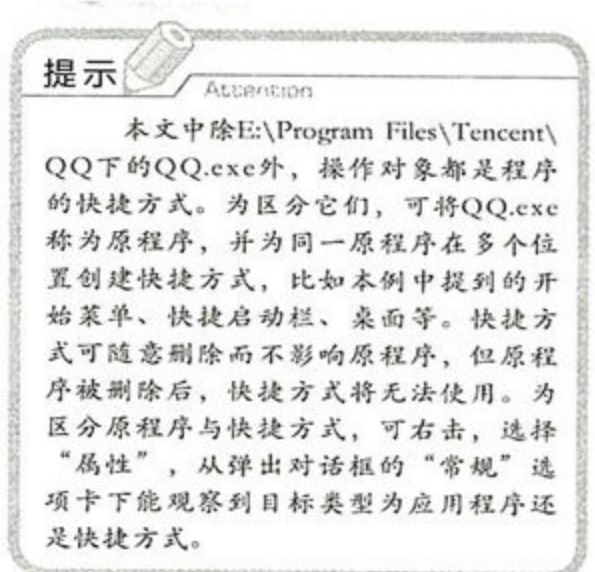 提示
Attention
本文中除E:\Program Files\Tencent\
QQ下的QQ.exe外，操作对象都是程序
的快捷方式。为区分它们，可将QQ.exe
称为原程序，并为同一原程序在多个位
置创建快捷方式，比如本例中提到的开
始菜单、快捷启动栏、桌面等。快捷方
式可随意删除而不影响原程序，但原程
序被删除后，快捷方式将无法使用。为
区分原程序与快捷方式，可右击，选择
“属性”，从弹出对话框的“常规”选
项卡下能观察到目标类型为应用程序还
是快捷方式。